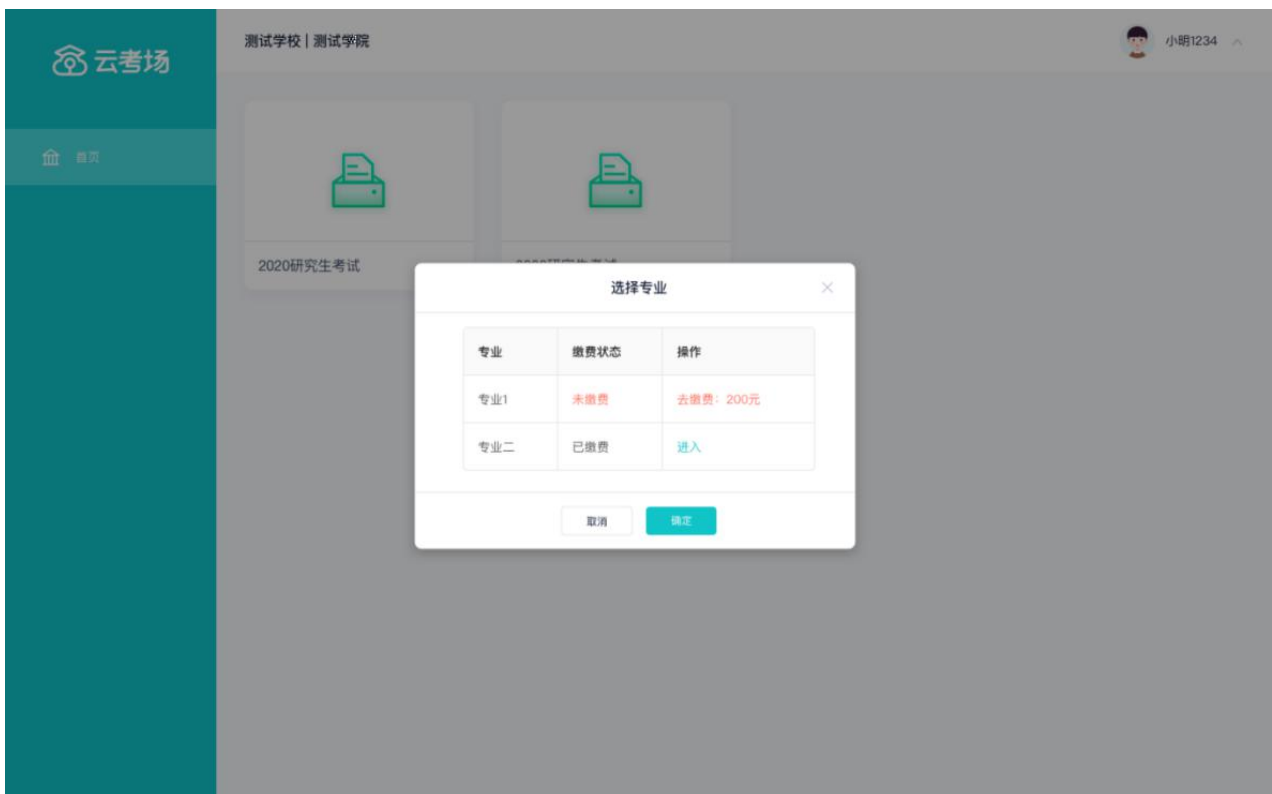 云考场
测试学校 | 测试学院
小明1234
首页
2020研究生考试
选择专业
专业 缴费状态 操作
专业1 未缴费 去缴费：200元
专业二 已缴费 进入
取消 确定